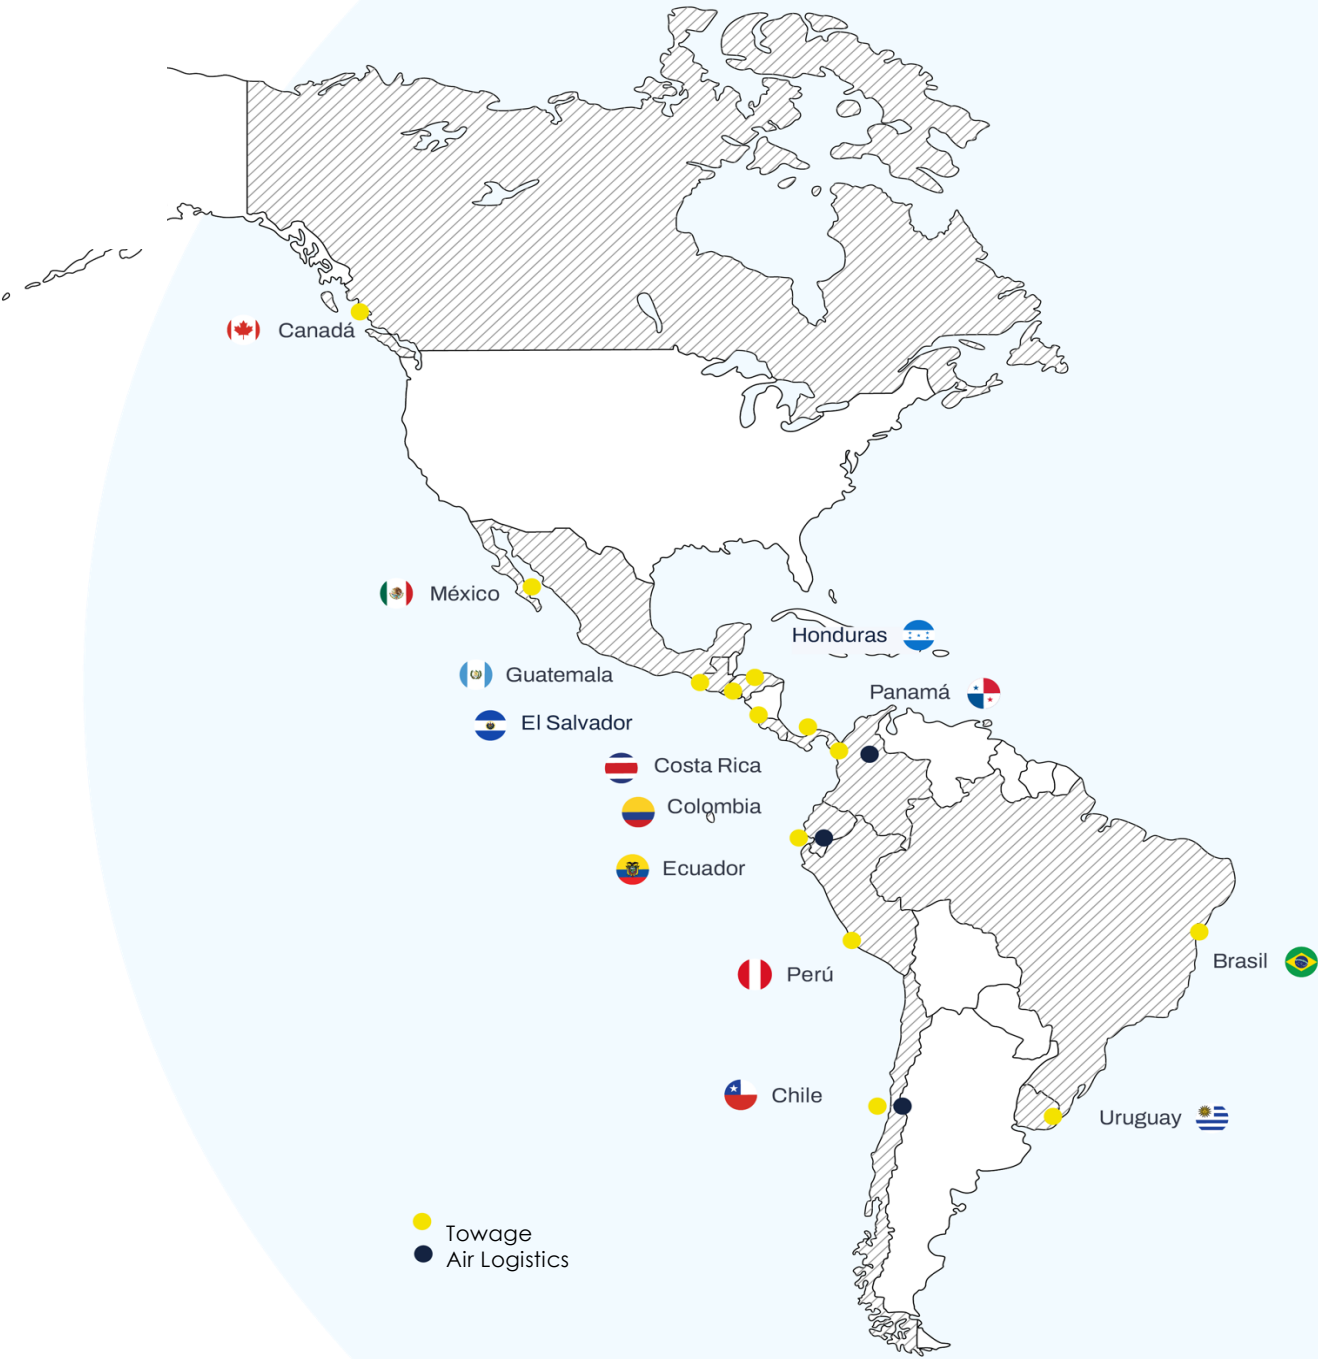 Canadá
México
Honduras
Guatemala
Panamá
El Salvador
Costa Rica
Colombia
Ecuador
Brasil
Perú
Chile
Uruguay
Towage
Air Logistics